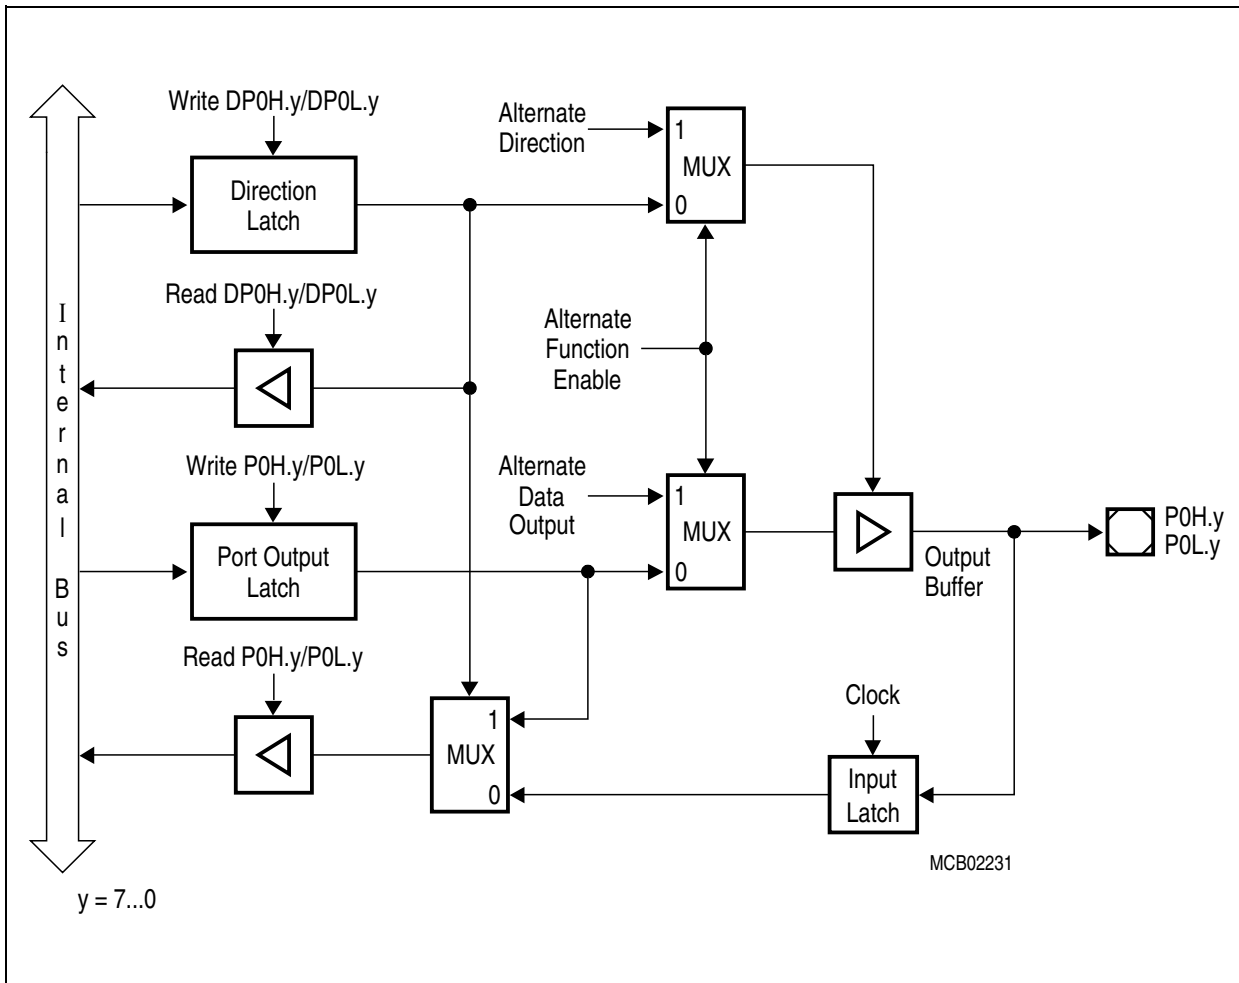 Write DP0H.y/DP0L.y
Alternate
Direction
1
MUX
0
Direction
Latch
Read DP0H.y/DP0L.y
Internal Bus
Alternate
Function
Enable
Write P0H.y/P0L.y
Alternate
Data
Output
1
MUX
0
Port Output
Latch
Output
Buffer
P0H.y
P0L.y
Read P0H.y/P0L.y
1
MUX
0
Clock
Input
Latch
MCB02231
y = 7...0